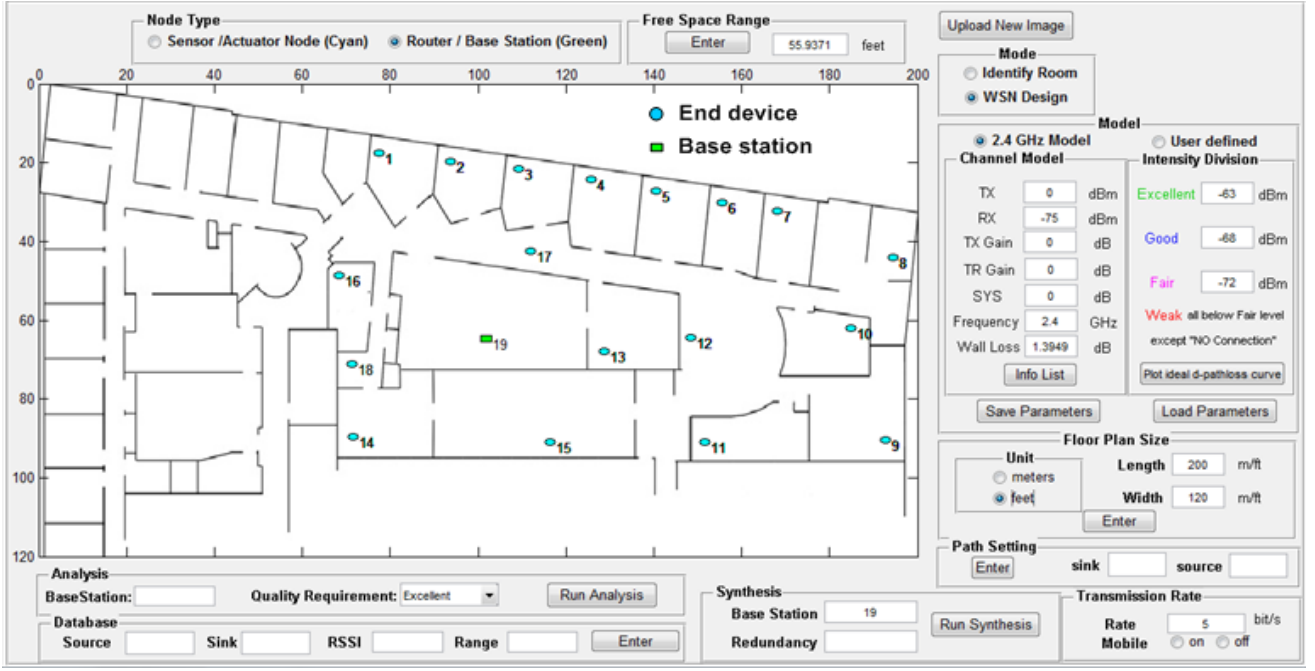 Node Type
Sensor /Actuator Node (Cyan) Router / Base Station (Green)
Free Space Range
Enter 55.9371 feet
Upload New Image
Mode
Identify Room
WSN Design
0 20 40 60 80 100 120 140 160 180 200
0
20
40
60
80
100
120
End device
Base station
1
2
3
4
5
6
7
8
17
16
10
19
13
12
18
14
15
11
9
Model
2.4 GHz Model User defined
Channel Model
TX 0 dBm
RX -75 dBm
TX Gain 0 dB
TR Gain 0 dB
SYS 0 dB
Frequency 2.4 GHz
Wall Loss 1.3949 dB
Info List
Intensity Division
Excellent -63 dBm
Good -68 dBm
Fair -72 dBm
Weak all below Fair level
except "NO Connection"
Plot ideal d-pathloss curve
Save Parameters Load Parameters
Floor Plan Size
Unit
meters
feet
Length 200 m/ft
Width 120 m/ft
Enter
Path Setting
Enter sink source
Analysis
BaseStation: Quality Requirement: Excellent Run Analysis
Database
Source Sink RSSI Range Enter
Synthesis
Base Station 19
Redundancy
Run Synthesis
Transmission Rate
Rate 5 bit/s
Mobile on off